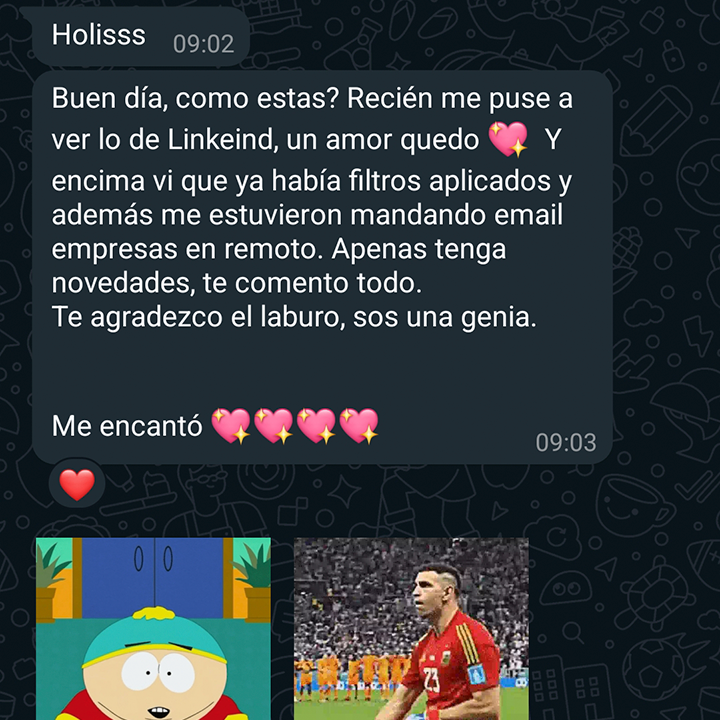 Holisss
09:02
Buen día, como estas? Recién me puse a
ver lo de Linkeind, un amor quedo 💖 Y
encima vi que ya había filtros aplicados y
además me estuvieron mandando email
empresas en remoto. Apenas tenga
novedades, te comento todo.
Te agradezco el laburo, sos una genia.
Me encantó 💖💖💖💖
09:03
23